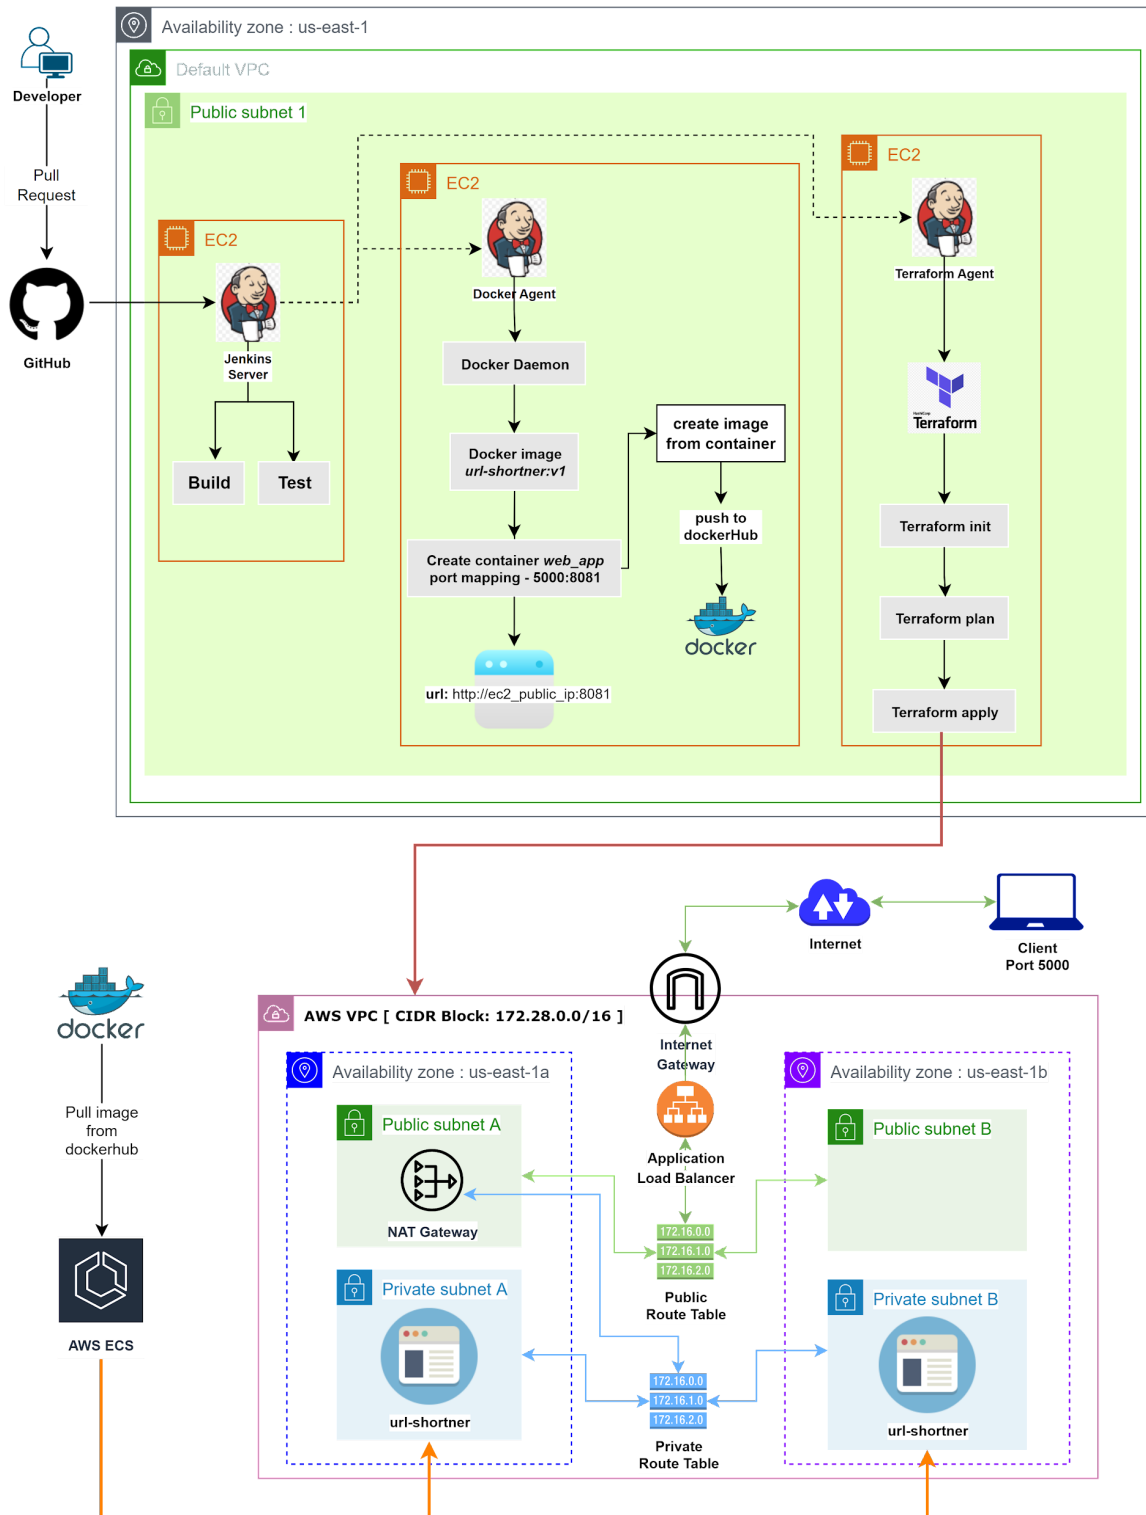 Availability zone : us-east-1
Default VPC
Public subnet 1
Developer
Pull
Request
GitHub
EC2
Jenkins
Server
Build
Test
EC2
Docker Agent
Docker Daemon
Docker image
url-shortner:v1
Create container web_app
port mapping - 5000:8081
url: http://ec2_public_ip:8081
create image
from container
push to
dockerHub
docker
EC2
Terraform Agent
HashiCorp
Terraform
Terraform init
Terraform plan
Terraform apply
Internet
Client
Port 5000
docker
Pull image
from
dockerhub
AWS ECS
AWS VPC [ CIDR Block: 172.28.0.0/16 ]
Internet
Gateway
Availability zone : us-east-1a
Public subnet A
NAT Gateway
Private subnet A
url-shortner
Application
Load Balancer
172.16.0.0
172.16.1.0
172.16.2.0
Public
Route Table
172.16.0.0
172.16.1.0
172.16.2.0
Private
Route Table
Availability zone : us-east-1b
Public subnet B
Private subnet B
url-shortner